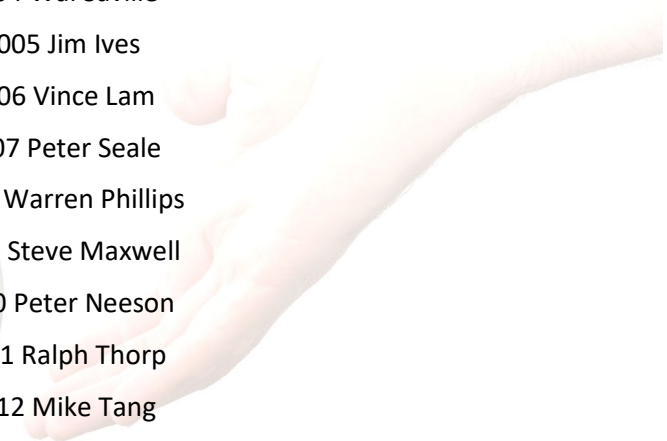 005 Jim Ives
06 Vince Lam
07 Peter Seale
Warren Phillips
Steve Maxwell
0 Peter Neeson
1 Ralph Thorp
12 Mike Tang